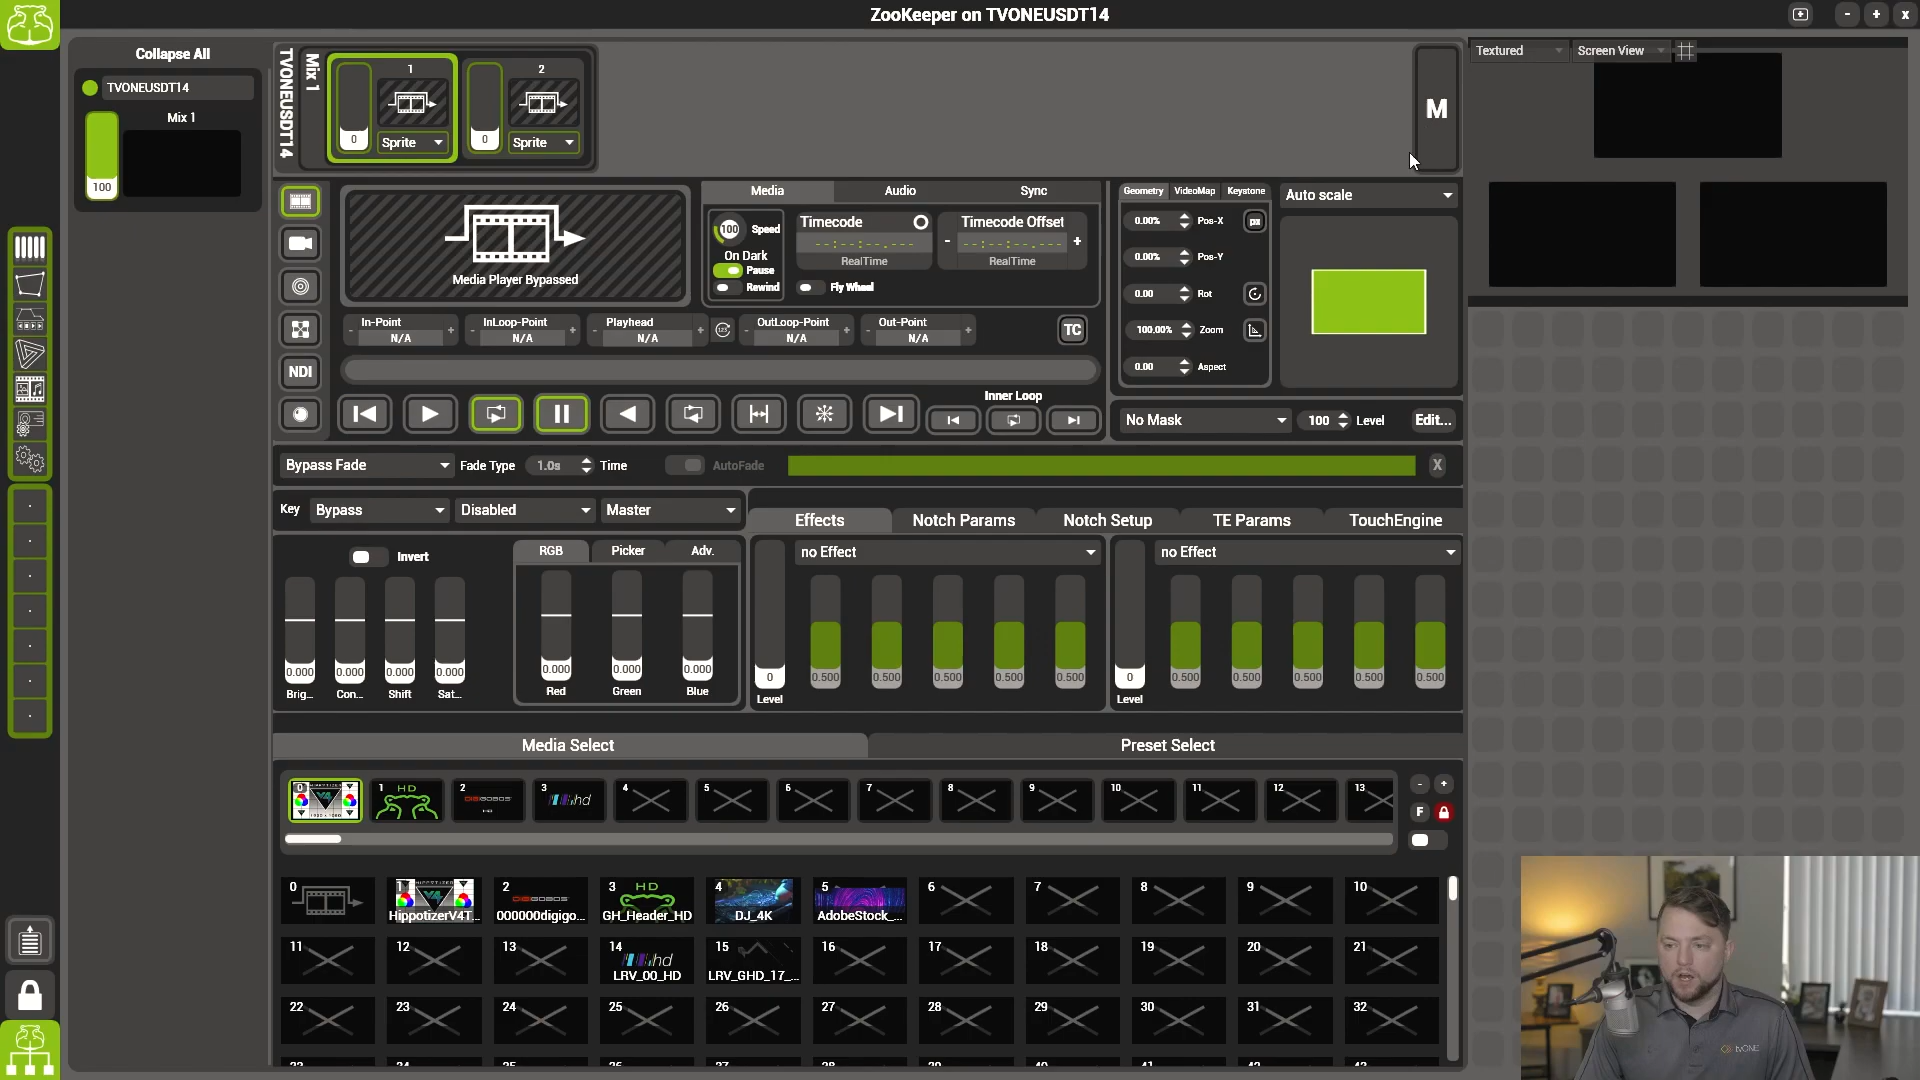 ZooKeeper on TVONEUSDT14
Collapse All
TVONEUSDT14
Mix 1
100
TVONEUSDT14
Mix 1
1
0
Sprite
2
0
Sprite
M
Textured
Screen View
Media Player Bypassed
Media
Audio
Sync
100
Speed
On Dark
Pause
Rewind
Timecode
--:--:--.---
RealTime
Timecode Offset
- --:--:--.--- +
RealTime
Fly Wheel
Geometry
VideoMap
Keystone
0.00% Pos-X
px
0.00% Pos-Y
0.00 Rot
100.00% Zoom
0.00 Aspect
Auto scale
NDI
- In-Point +
N/A
- InLoop-Point +
N/A
- Playhead +
N/A
123
- OutLoop-Point +
N/A
- Out-Point +
N/A
TC
Inner Loop
No Mask
100 Level
Edit...
Bypass Fade
Fade Type
1.0s
Time
AutoFade
X
Key
Bypass
Disabled
Master
Effects
Notch Params
Notch Setup
TE Params
TouchEngine
Invert
RGB
Picker
Adv.
no Effect
no Effect
0.000 0.000 0.000 0.000
Brig... Con... Shift Sat...
0.000 0.000 0.000
Red Green Blue
0 0.500 0.500 0.500 0.500 0.500
Level
0 0.500 0.500 0.500 0.500 0.500
Level
Media Select
Preset Select
0 1 2 3 4 5 6 7 8 9 10 11 12 13
HIPPOTIZER
V4
HD
DIGIGOBOS
HD
hd
- +
F
0 1 2 3 4 5 6 7 8 9 10
HippotizerV4T...
000000digigo...
HD
GH_Header_HD
DJ_4K
AdobeStock_...
11 12 13 14 15 16 17 18 19 20 21
hd
LRV_00_HD
LRV_GHD_17_...
22 23 24 25 26 27 28 29 30 31 32
tvONE